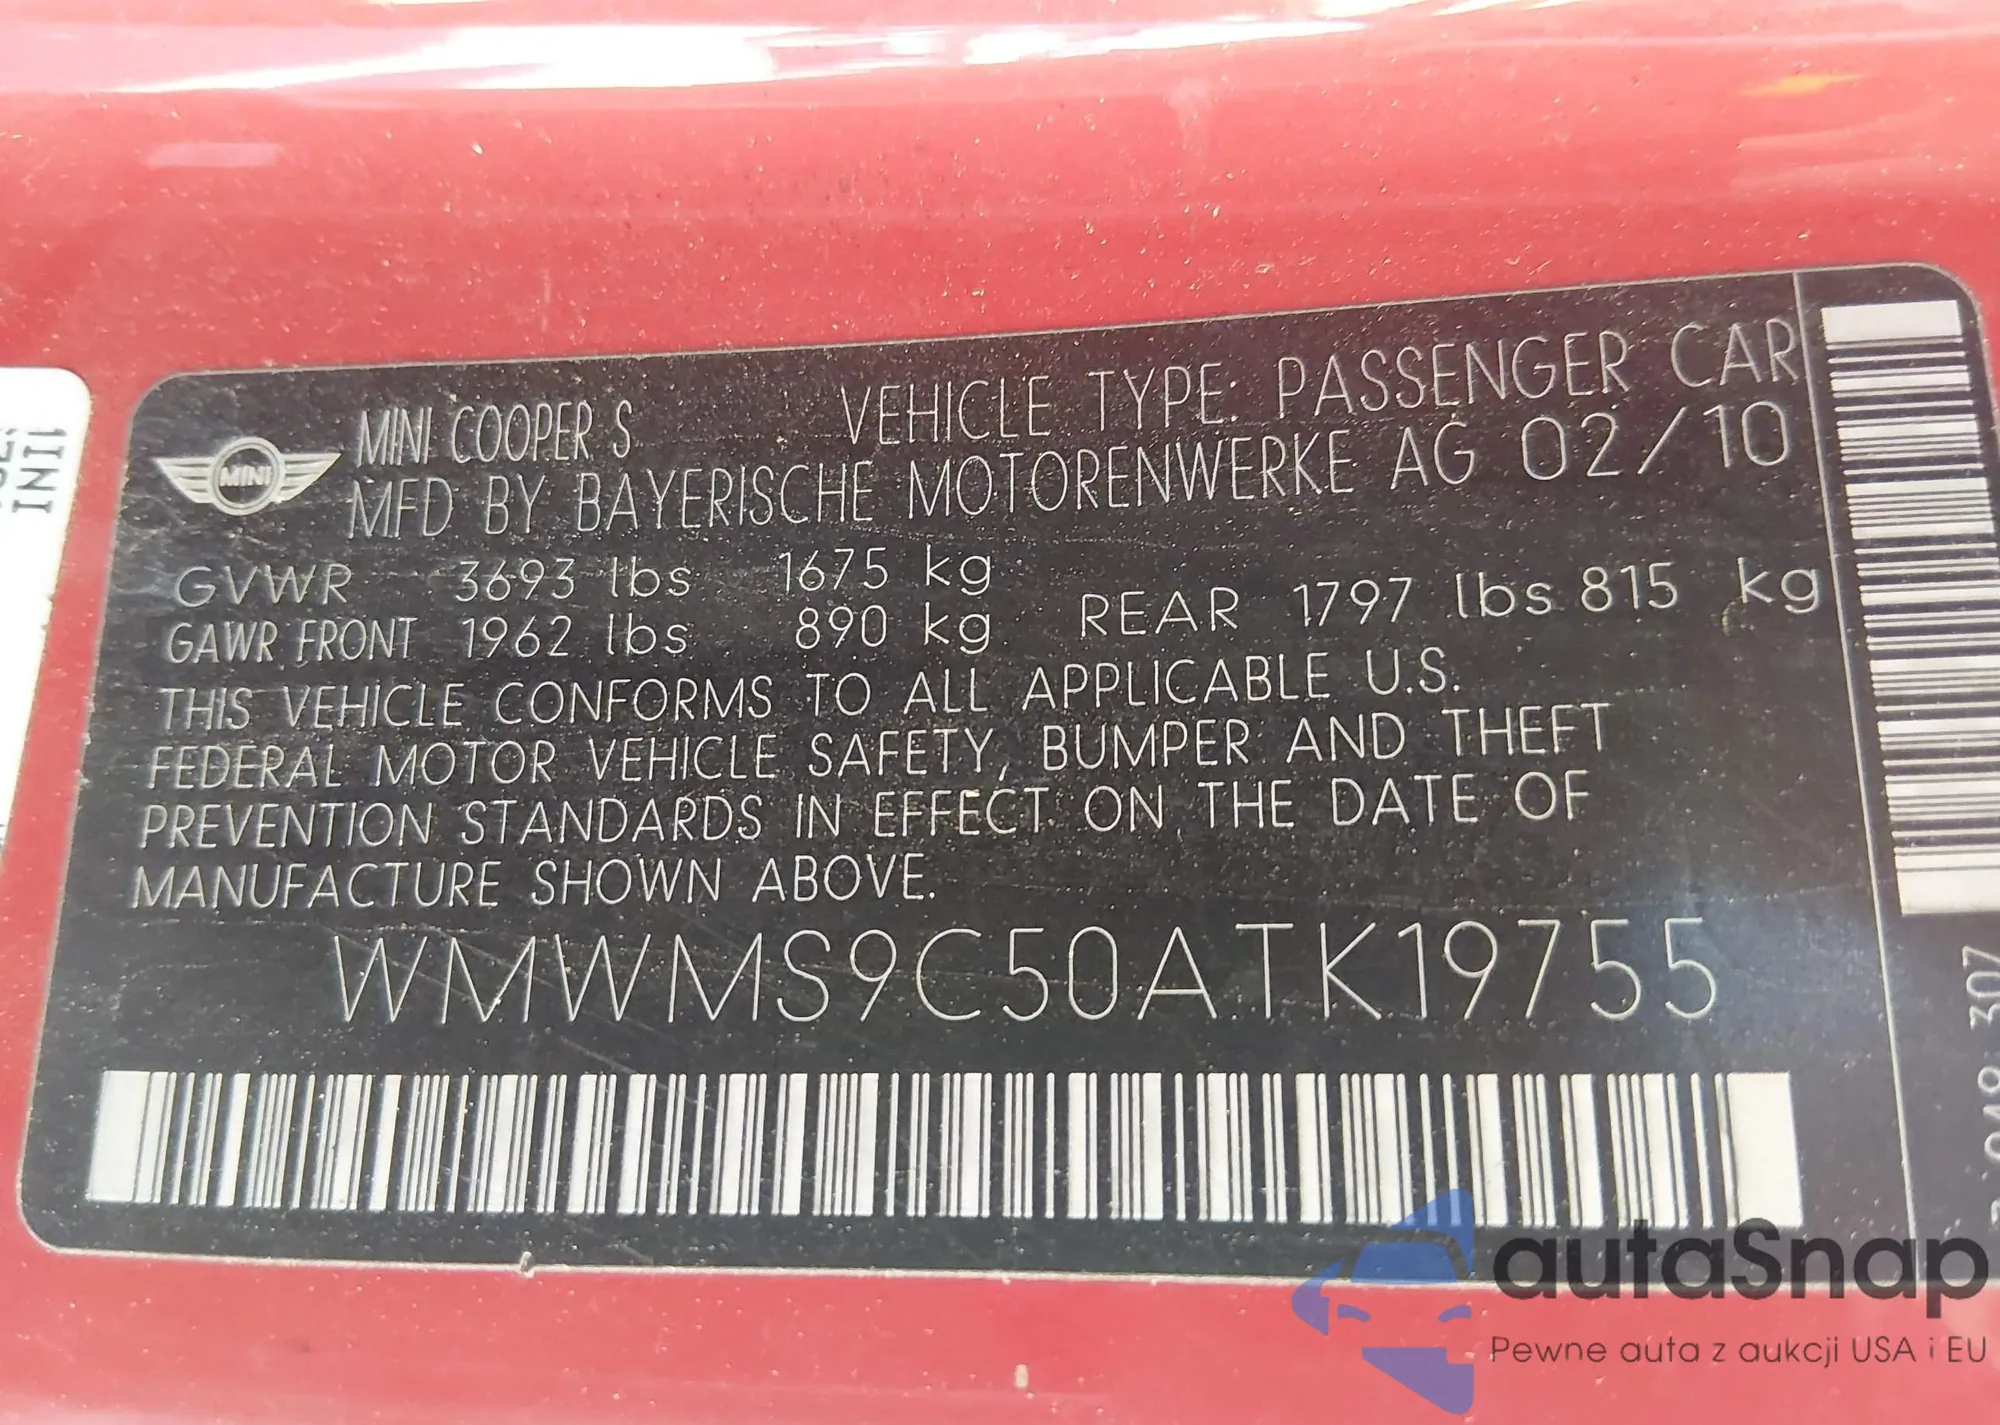 MINI COOPER S VEHICLE TYPE: PASSENGER CAR
MINI
MFD BY BAYERISCHE MOTORENWERKE AG 02/10
GVWR 3693 lbs 1675 kg
GAWR FRONT 1962 lbs 890 kg REAR 1797 lbs 815 kg
THIS VEHICLE CONFORMS TO ALL APPLICABLE U.S.
FEDERAL MOTOR VEHICLE SAFETY, BUMPER AND THEFT
PREVENTION STANDARDS IN EFFECT ON THE DATE OF
MANUFACTURE SHOWN ABOVE.
WMWMS9C50ATK19755
049 307
autaSnap
Pewne auta z aukcji USA i EU